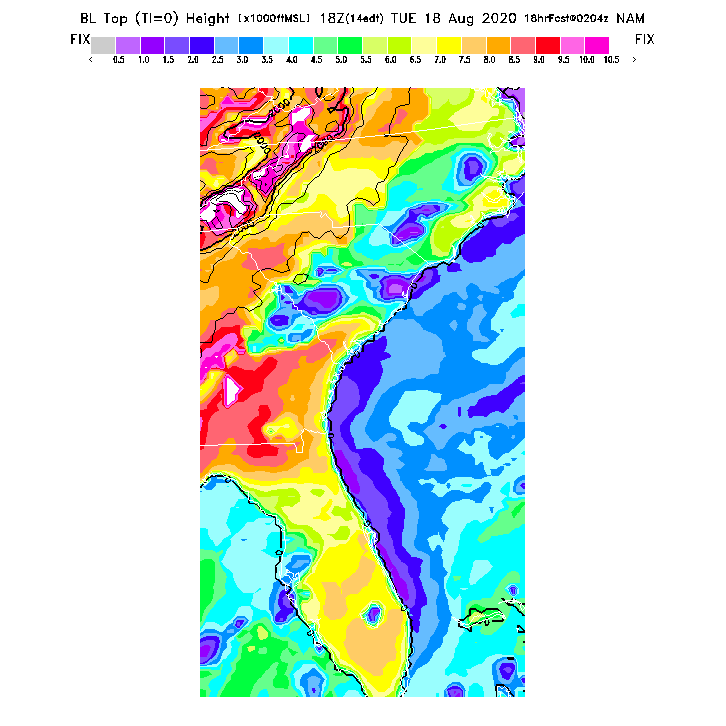 BL Top (TI=0) Height [x1000ftMSL] 18Z(14edt) TUE 18 Aug 2020 18hrFcst@0204z NAM
FIX FIX
< 0.5 1.0 1.5 2.0 2.5 3.0 3.5 4.0 4.5 5.0 5.5 6.0 6.5 7.0 7.5 8.0 8.5 9.0 9.5 10.0 10.5 >
2000
2000